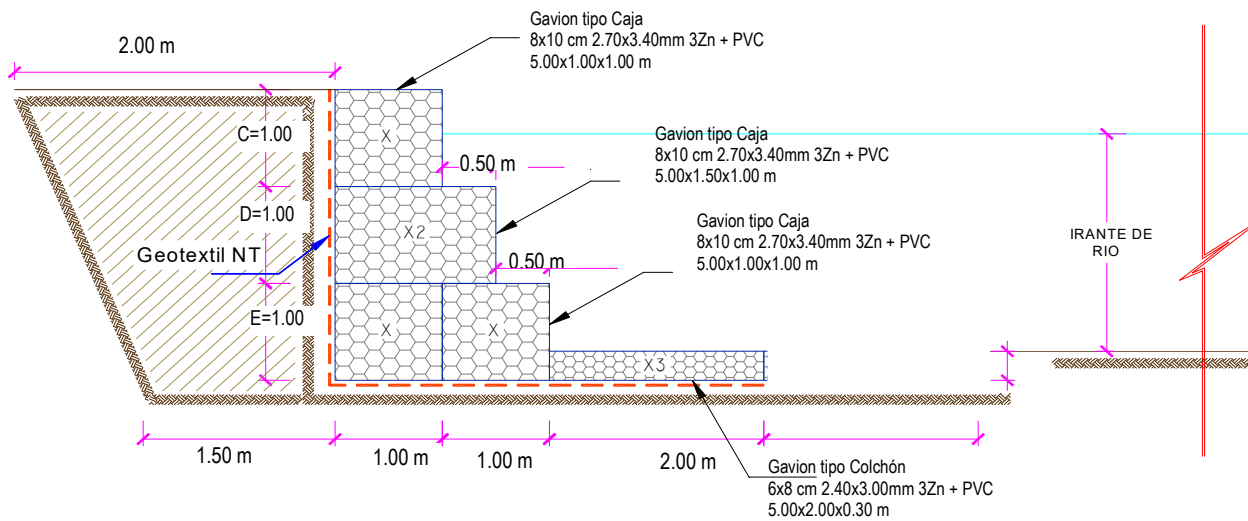 Gavion tipo Caja
8x10 cm 2.70x3.40mm 3Zn + PVC
5.00x1.00x1.00 m
2.00 m
C=1.00
X
Gavion tipo Caja
8x10 cm 2.70x3.40mm 3Zn + PVC
5.00x1.50x1.00 m
0.50 m
D=1.00
X2
Geotextil NT
Gavion tipo Caja
8x10 cm 2.70x3.40mm 3Zn + PVC
5.00x1.00x1.00 m
0.50 m
IRANTE DE
RIO
E=1.00
X
X
X3
1.50 m
1.00 m
1.00 m
2.00 m
Gavion tipo Colchón
6x8 cm 2.40x3.00mm 3Zn + PVC
5.00x2.00x0.30 m